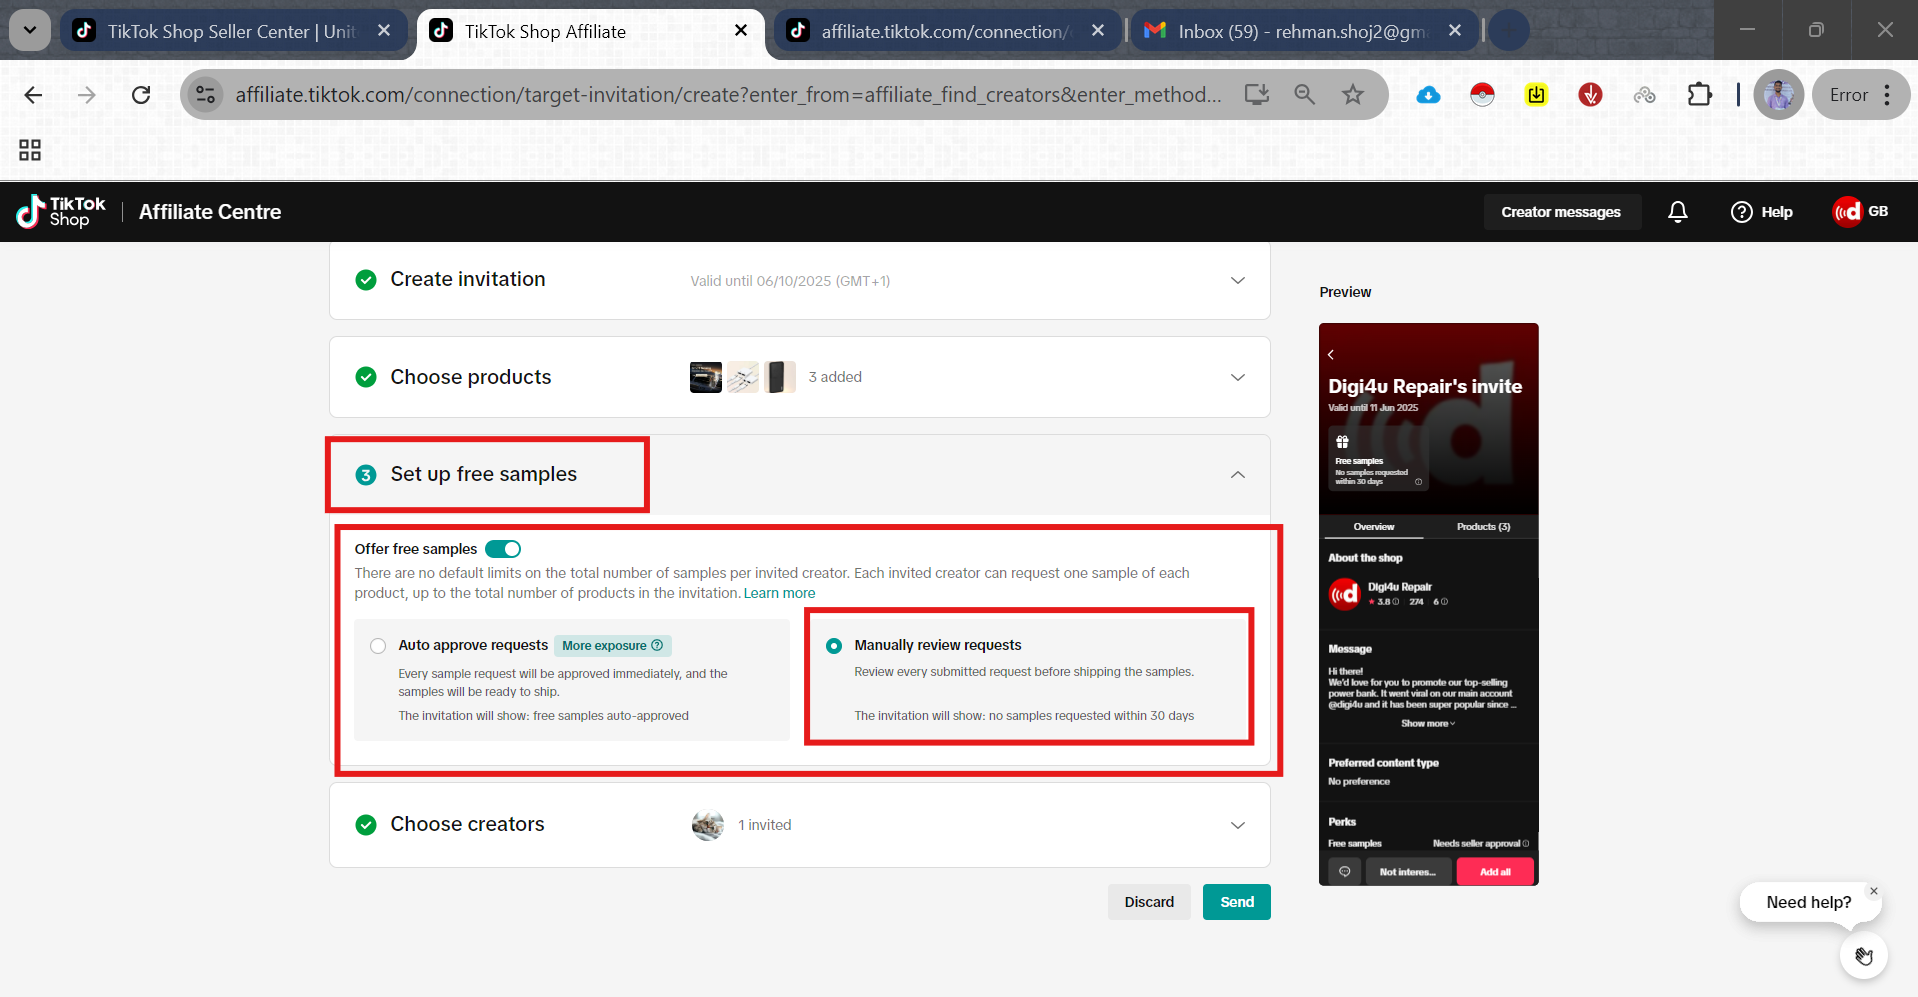 TikTok Shop Seller Center | Unit
TikTok Shop Affiliate
affiliate.tiktok.com/connection/
Inbox (59) - rehman.shoj2@gm
affiliate.tiktok.com/connection/target-invitation/create?enter_from=affiliate_find_creators&enter_method...
Error
TikTok
Shop
Affiliate Centre
Creator messages
Help
GB
Create invitation
Valid until 06/10/2025 (GMT+1)
Choose products
3 added
3
Set up free samples
Offer free samples
There are no default limits on the total number of samples per invited creator. Each invited creator can request one sample of each
product, up to the total number of products in the invitation. Learn more
Auto approve requests
More exposure
Every sample request will be approved immediately, and the
samples will be ready to ship.
The invitation will show: free samples auto-approved
Manually review requests
Review every submitted request before shipping the samples.
The invitation will show: no samples requested within 30 days
Choose creators
1 invited
Discard
Send
Preview
Digi4u Repair's invite
Valid until 11 Jun 2025
Free samples
No samples requested
within 30 days
Overview
Products (3)
About the shop
Digi4u Repair
3.8
274
6
Message
Hi there!
We'd love for you to promote our top-selling
power bank. It went viral on our main account
@digi4u and it has been super popular since ...
Show more
Preferred content type
No preference
Perks
Free samples
Needs seller approval
Not interes...
Add all
Need help?